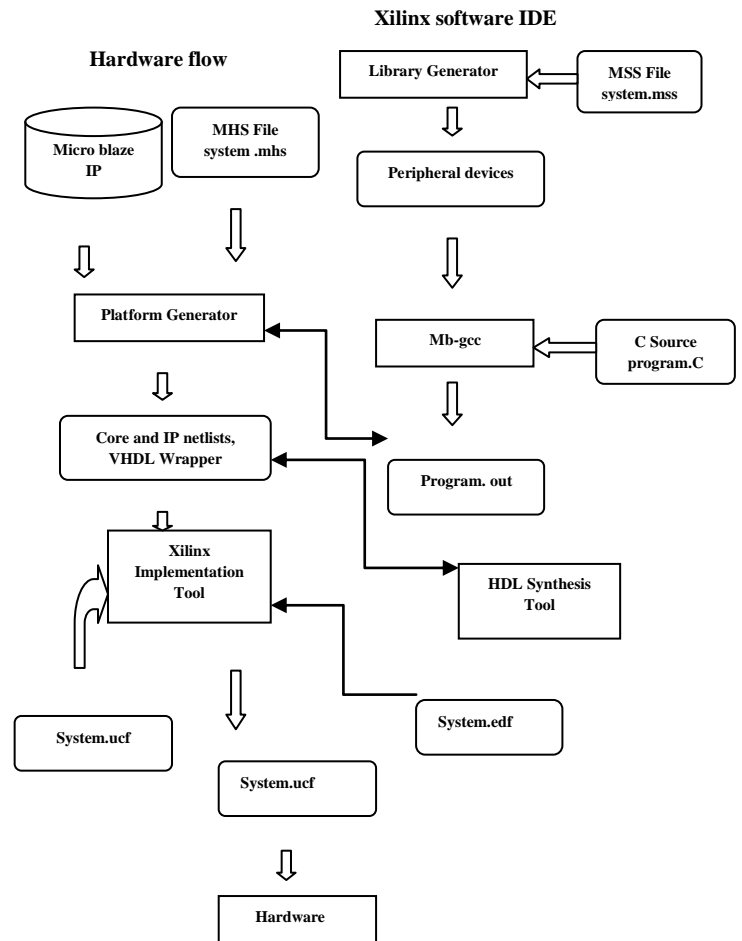 Xilinx software IDE
Hardware flow
Library Generator
MSS File
system.mss
Micro blaze
IP
MHS File
system .mhs
Peripheral devices
Platform Generator
Mb-gcc
C Source
program.C
Core and IP netlists,
VHDL Wrapper
Program. out
Xilinx
Implementation
Tool
HDL Synthesis
Tool
System.ucf
System.edf
System.ucf
Hardware